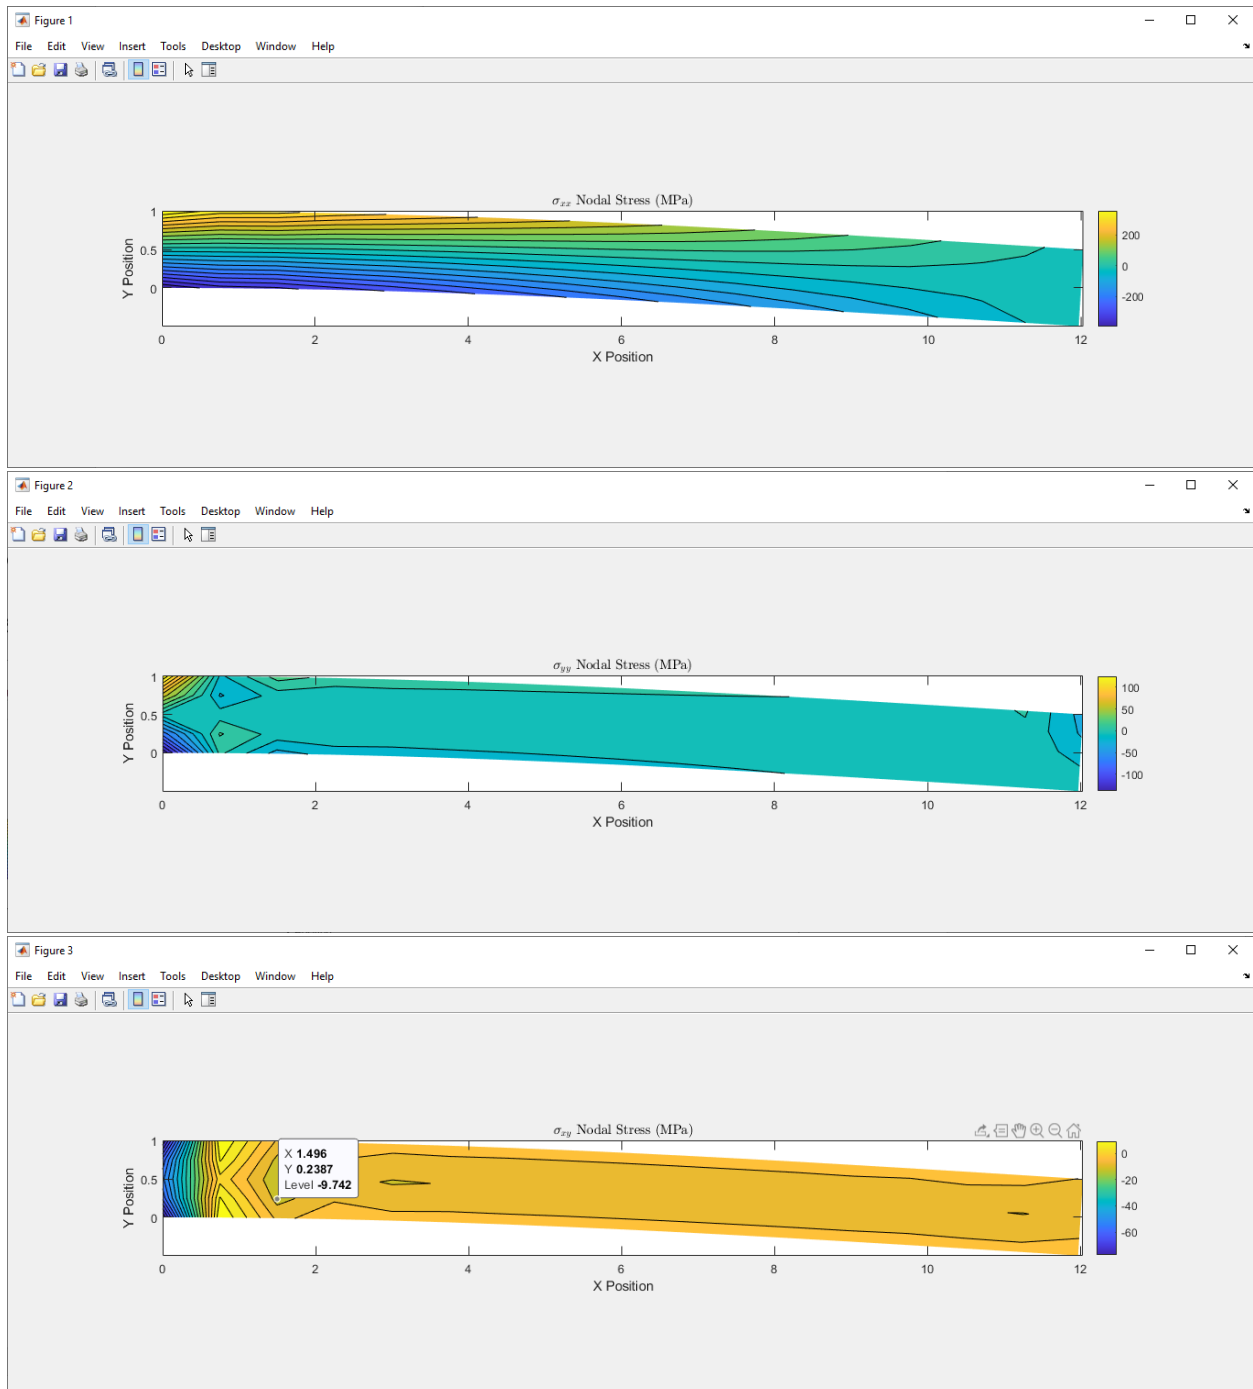 Figure 1
File Edit View Insert Tools Desktop Window Help
σxx Nodal Stress (MPa)
1
0.5
0
Y Position
200
0
-200
0 2 4 6 8 10 12
X Position
Figure 2
File Edit View Insert Tools Desktop Window Help
σyy Nodal Stress (MPa)
1
0.5
0
Y Position
100
50
0
-50
-100
0 2 4 6 8 10 12
X Position
Figure 3
File Edit View Insert Tools Desktop Window Help
σxy Nodal Stress (MPa)
1
0.5
0
Y Position
X 1.496
Y 0.2387
Level -9.742
0
-20
-40
-60
0 2 4 6 8 10 12
X Position